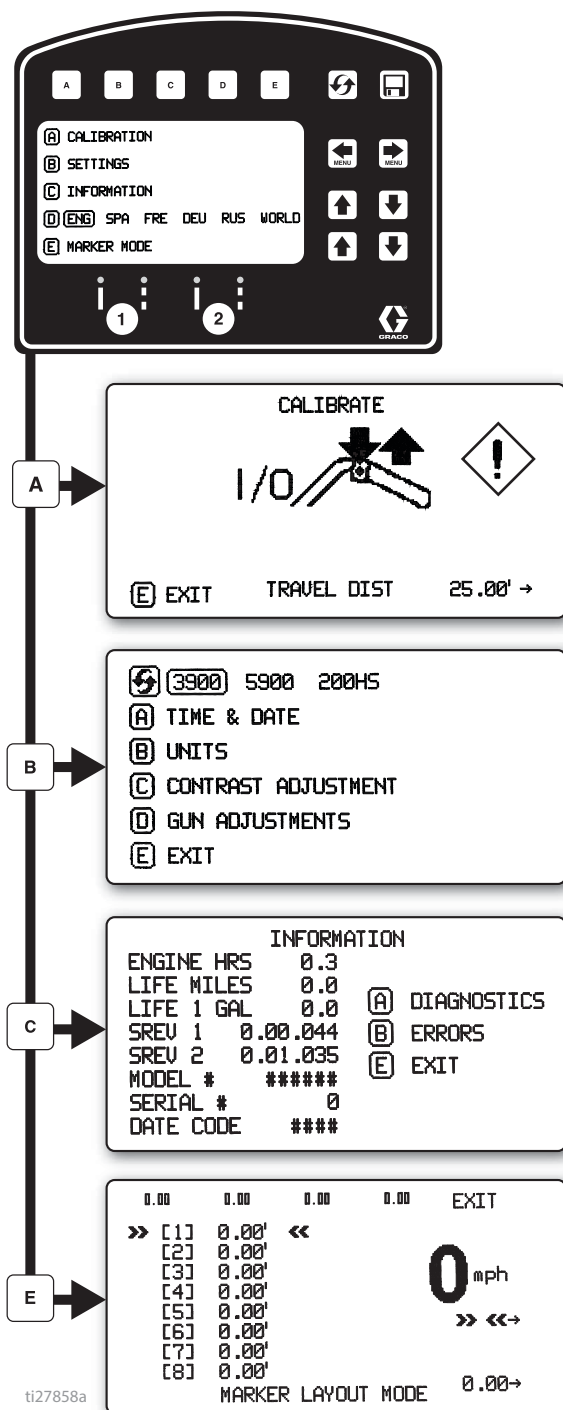 A B C D E
A CALIBRATION
MENU MENU
B SETTINGS
C INFORMATION
D ENG SPA FRE DEU RUS WORLD
E MARKER MODE
1 2
GRACO
A
CALIBRATE
I/O
!
E EXIT TRAVEL DIST 25.00' →
B
3900 5900 200HS
A TIME & DATE
B UNITS
C CONTRAST ADJUSTMENT
D GUN ADJUSTMENTS
E EXIT
C
INFORMATION
ENGINE HRS 0.3
LIFE MILES 0.0
LIFE 1 GAL 0.0
SREV 1 0.00.044
SREV 2 0.01.035
MODEL # ######
SERIAL # 0
DATE CODE ####
A DIAGNOSTICS
B ERRORS
E EXIT
E
0.00 0.00 0.00 0.00 EXIT
» [1] 0.00' «
[2] 0.00'
[3] 0.00'
[4] 0.00'
[5] 0.00'
[6] 0.00'
[7] 0.00'
[8] 0.00'
0 mph
» «→
MARKER LAYOUT MODE 0.00→
ti27858a